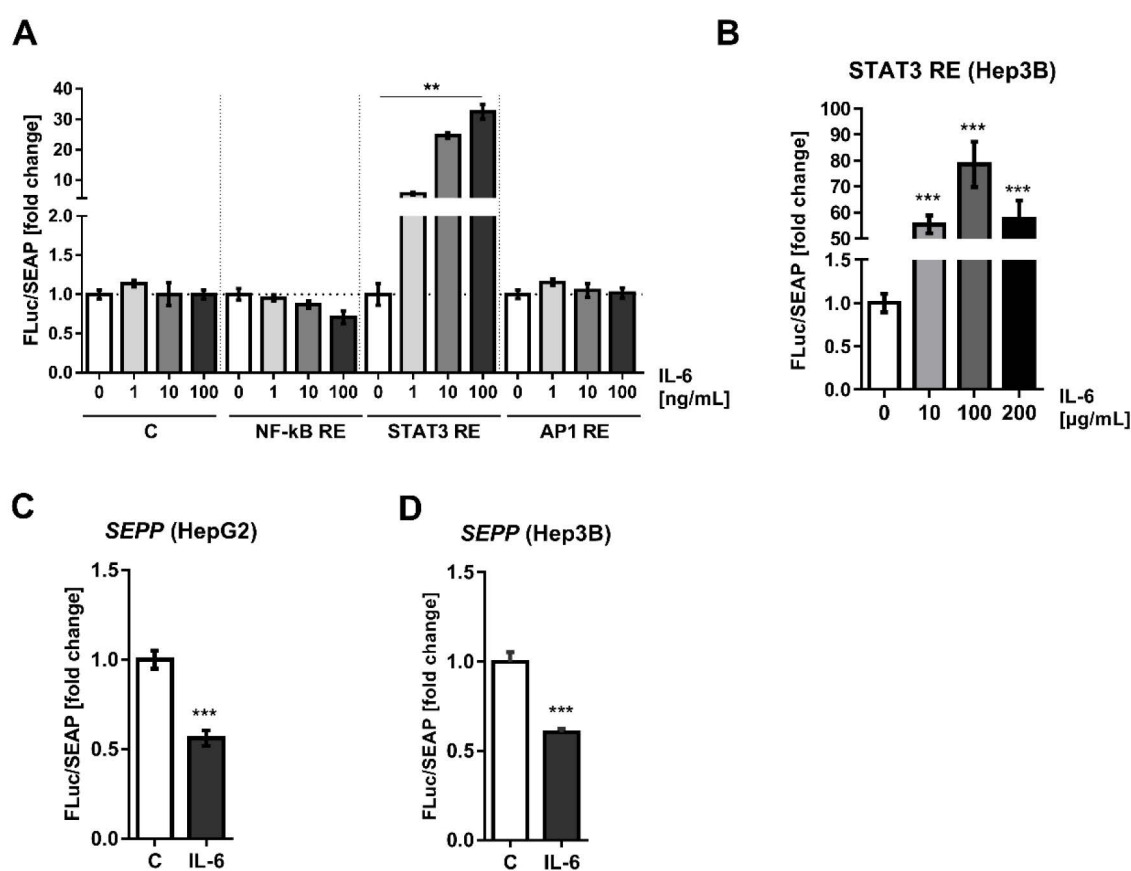 A
FLuc/SEAP [fold change]
40
30
20
10
2.0
1.5
1.0
0.5
0.0
**
0 1 10 100 0 1 10 100 0 1 10 100 0 1 10 100
IL-6
[ng/mL]
C NF-kB RE STAT3 RE AP1 RE
B
STAT3 RE (Hep3B)
FLuc/SEAP [fold change]
100
90
80
70
60
50
1.5
1.0
0.5
0.0
*** *** ***
0 10 100 200
IL-6
[µg/mL]
C
SEPP (HepG2)
FLuc/SEAP [fold change]
1.5
1.0
0.5
0.0
***
C IL-6
D
SEPP (Hep3B)
FLuc/SEAP [fold change]
1.5
1.0
0.5
0.0
***
C IL-6